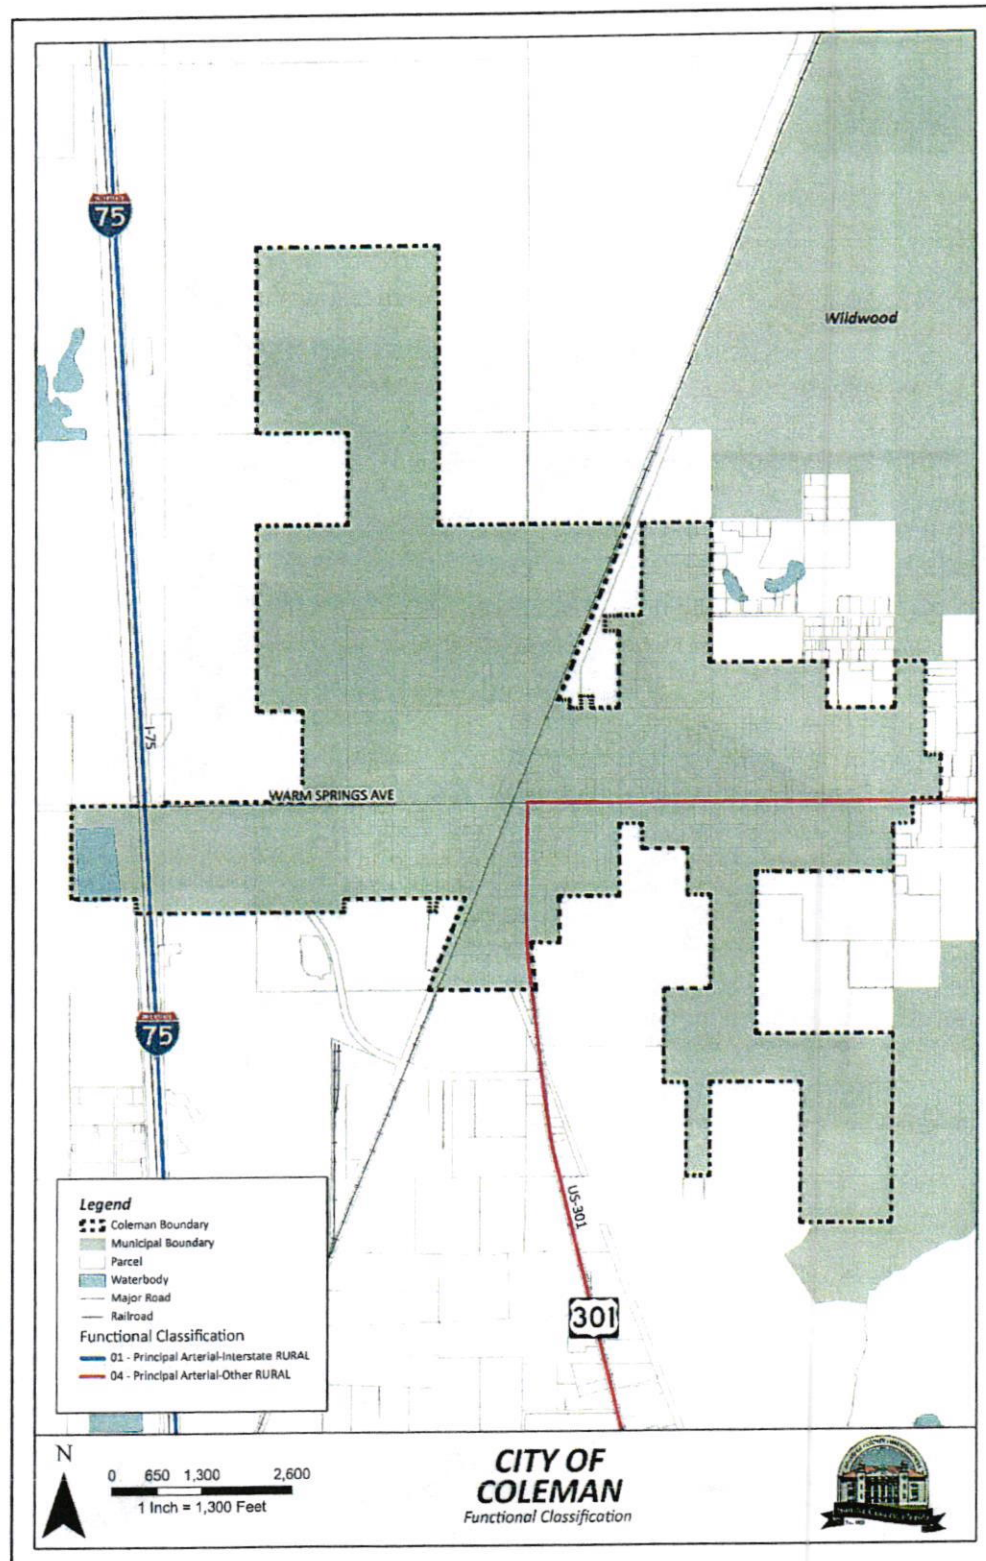 75
Wildwood
I-75
WARM SPRINGS AVE
75
US-301
301
Legend
Coleman Boundary
Municipal Boundary
Parcel
Waterbody
Major Road
Railroad
Functional Classification
01 - Principal Arterial-Interstate RURAL
04 - Principal Arterial-Other RURAL
N
0 650 1,300 2,600
1 Inch = 1,300 Feet
CITY OF
COLEMAN
Functional Classification